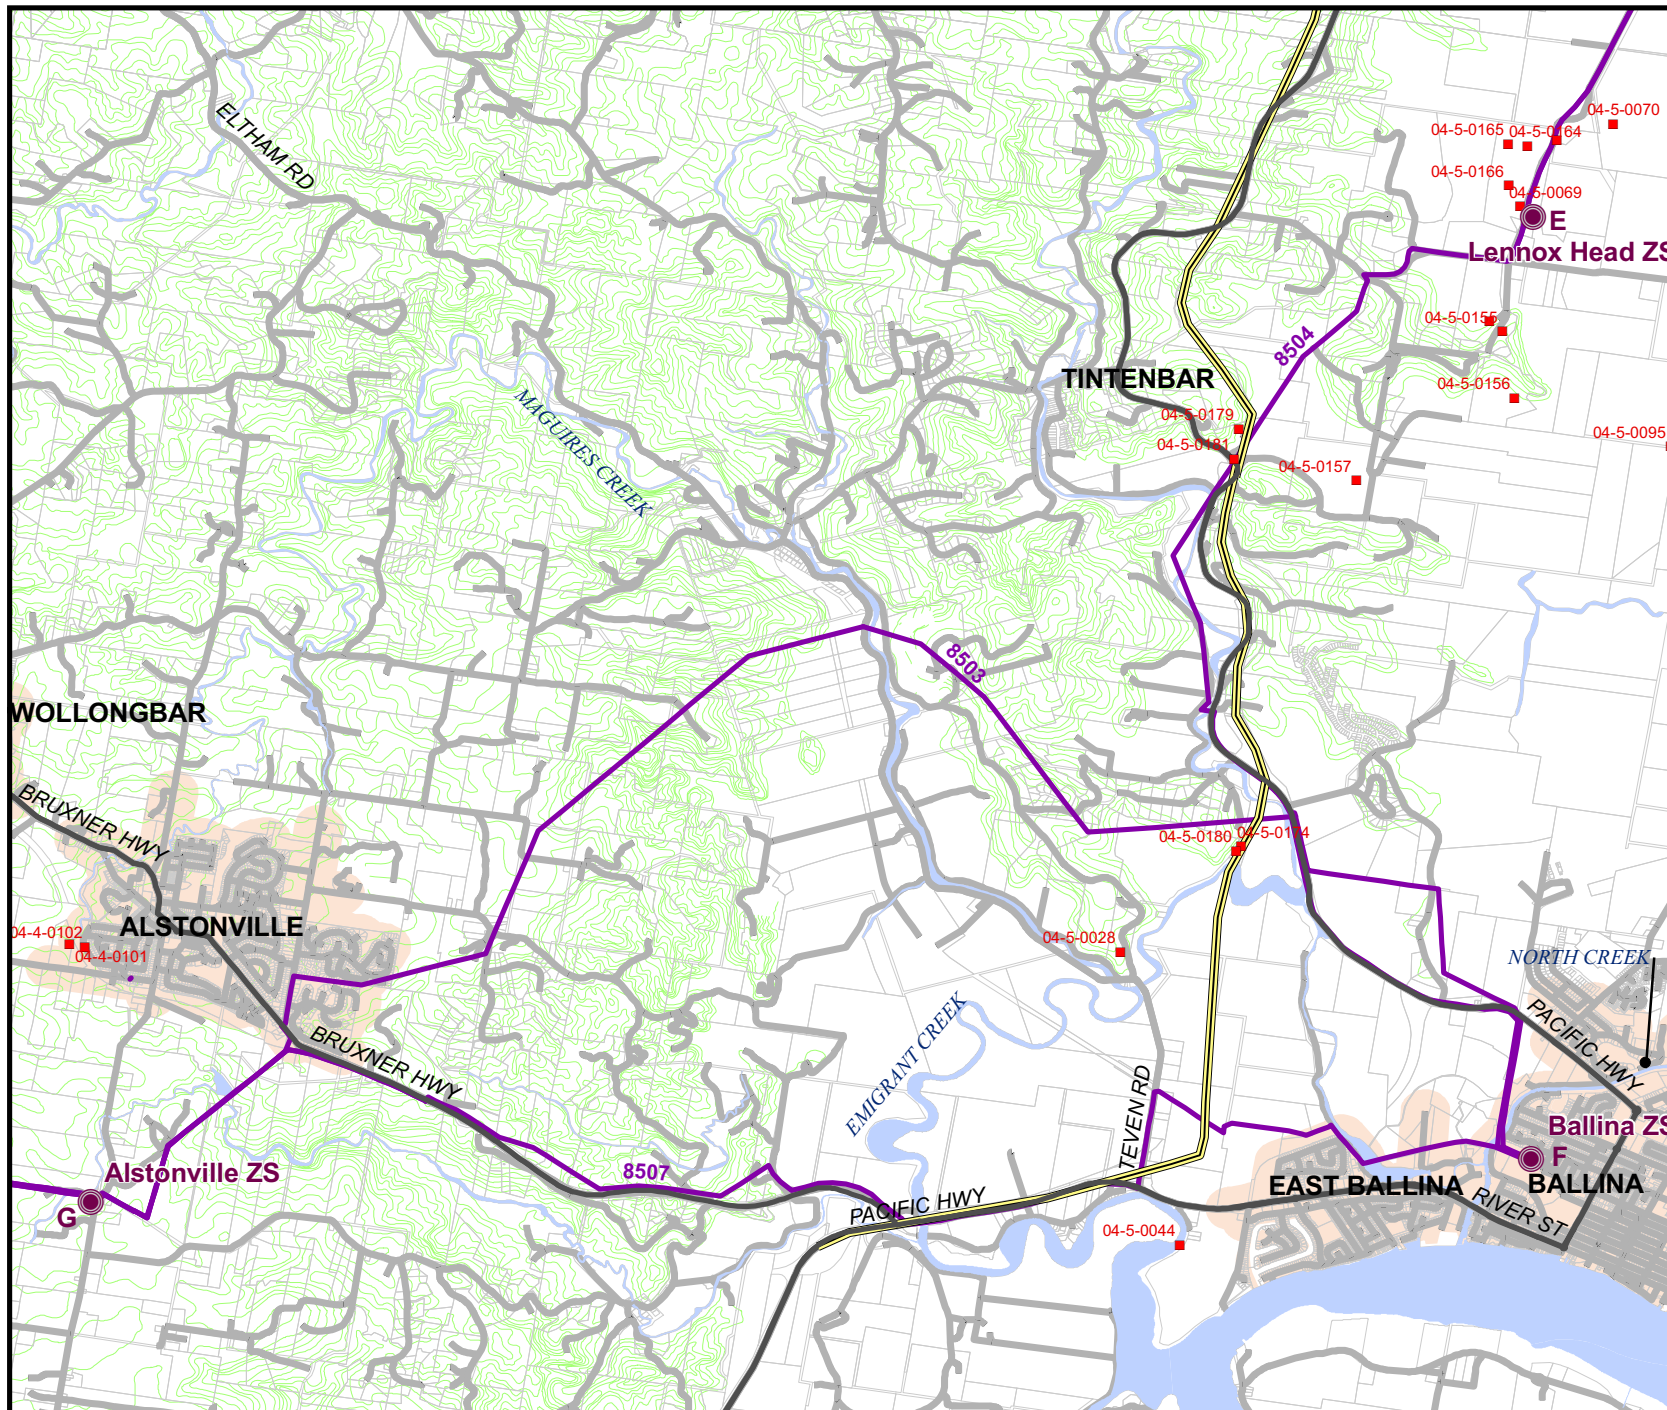 ELTHAM RD
04-5-0070
04-5-0165
04-5-0164
04-5-0166
04-5-0069
E
Lennox Head ZS
04-5-0155
8504
TINTENBAR
04-5-0156
MAGUIRES CREEK
04-5-0179
04-5-0095
04-5-0181
04-5-0157
8503
WOLLONGBAR
BRUXNER HWY
04-5-0180
ALSTONVILLE
04-4-0102
04-4-0101
04-5-0028
NORTH CREEK
EMIGRANT CREEK
PACIFIC HWY
BRUXNER HWY
TEVEN RD
Ballina ZS
F
Alstonville ZS
8507
EAST BALLINA
BALLINA
G
PACIFIC HWY
RIVER ST
04-5-0044